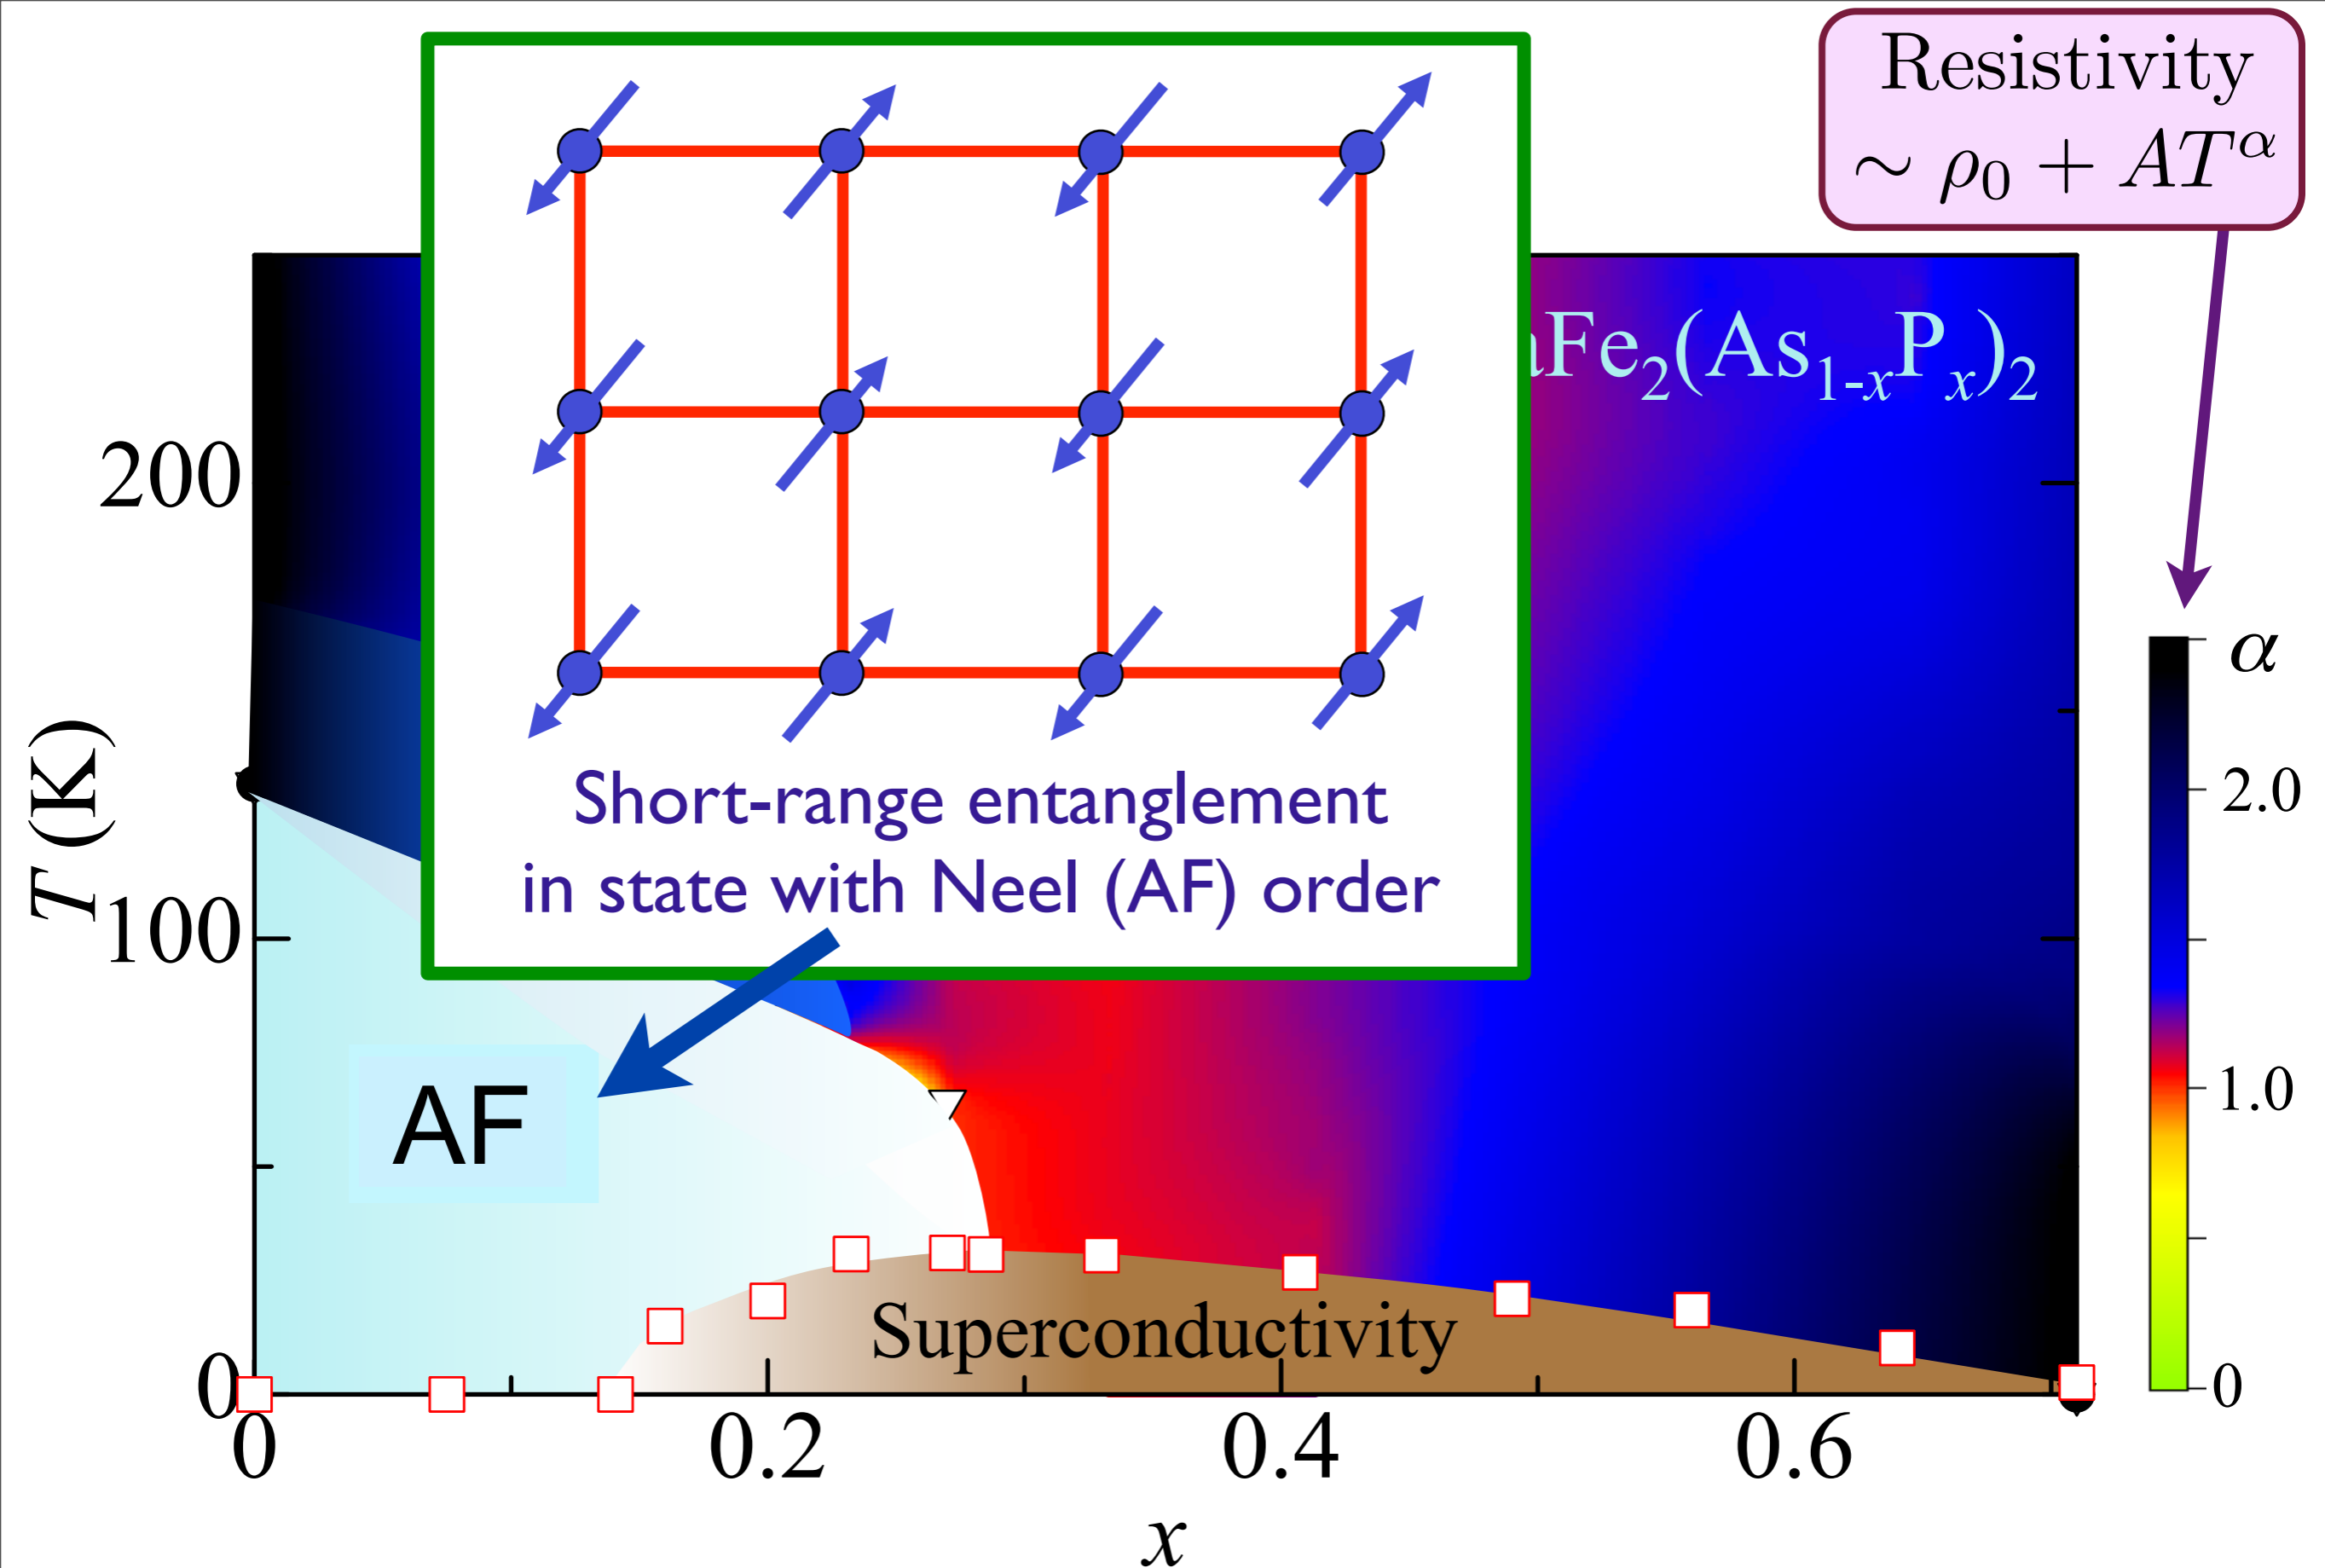 Resistivity
∼ ρ₀ + AT^α
aFe₂(As₁₋ₓPₓ)₂
Short-range entanglement
in state with Neel (AF) order
AF
Superconductivity
T (K)
200
100
0
0
0.2
0.4
0.6
x
α
2.0
1.0
0